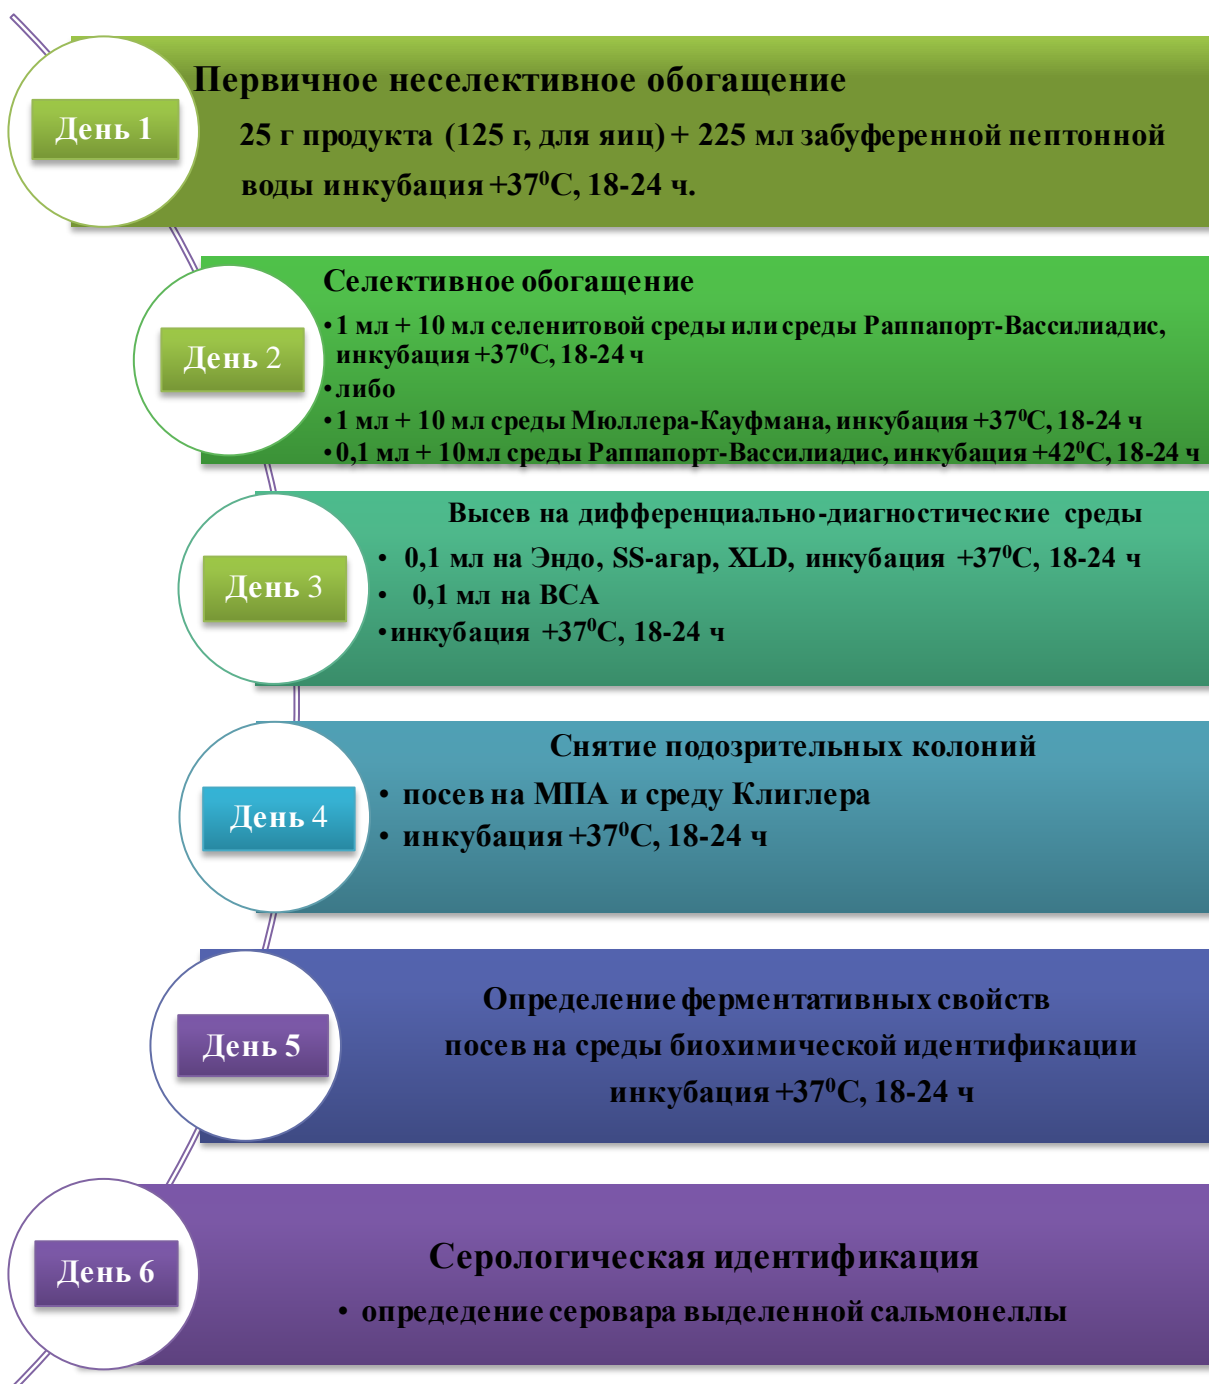 День 1
Первичное неселективное обогащение
25 г продукта (125 г, для яиц) + 225 мл забуференной пептонной
воды инкубация +37⁰С, 18-24 ч.
День 2
Селективное обогащение
•1 мл + 10 мл селенитовой среды или среды Раппапорт-Вассилиадис,
инкубация +37⁰С, 18-24 ч
•либо
•1 мл + 10 мл среды Мюллера-Кауфмана, инкубация +37⁰С, 18-24 ч
•0,1 мл + 10мл среды Раппапорт-Вассилиадис, инкубация +42⁰С, 18-24 ч
День 3
Высев на дифференциально-диагностические среды
• 0,1 мл на Эндо, SS-агар, XLD, инкубация +37⁰С, 18-24 ч
• 0,1 мл на ВСА
•инкубация +37⁰С, 18-24 ч
День 4
Снятие подозрительных колоний
• посев на МПА и среду Клиглера
• инкубация +37⁰С, 18-24 ч
День 5
Определение ферментативных свойств
посев на среды биохимической идентификации
инкубация +37⁰С, 18-24 ч
День 6
Серологическая идентификация
• опредедение серовара выделенной сальмонеллы